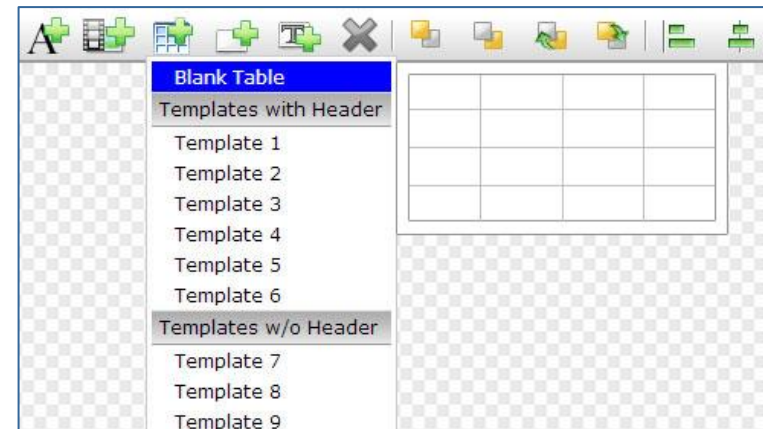 A
T
Blank Table
Templates with Header
Template 1
Template 2
Template 3
Template 4
Template 5
Template 6
Templates w/o Header
Template 7
Template 8
Template 9